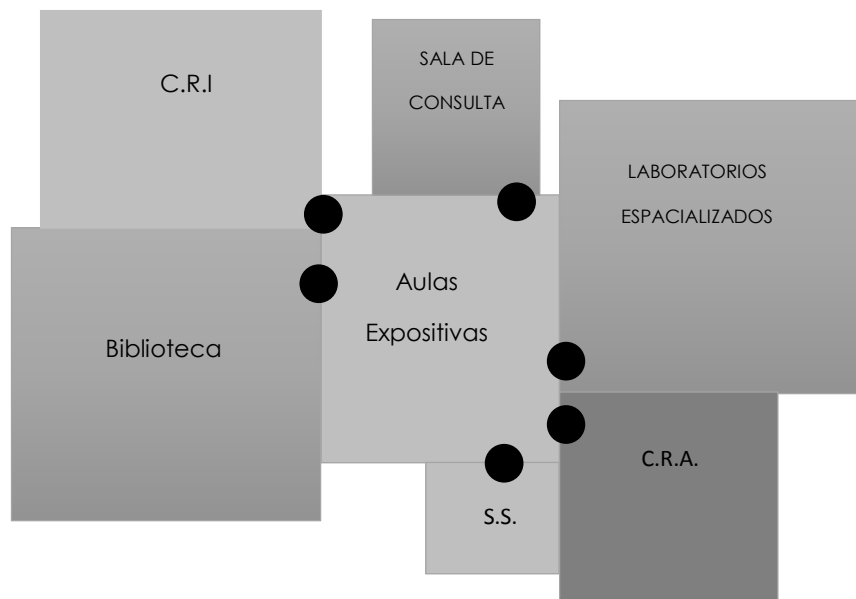 C.R.I
SALA DE
CONSULTA
LABORATORIOS
ESPACIALIZADOS
Aulas
Expositivas
Biblioteca
C.R.A.
S.S.